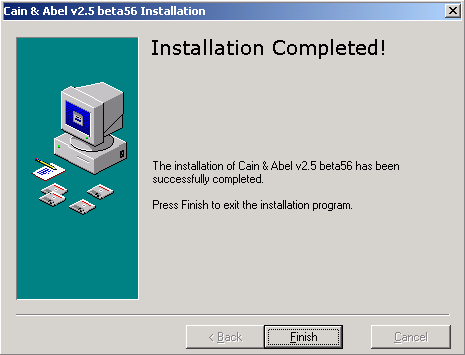 Cain & Abel v2.5 beta56 Installation
Installation Completed!
The installation of Cain & Abel v2.5 beta56 has been
successfully completed.
Press Finish to exit the installation program.
< Back
Finish
Cancel